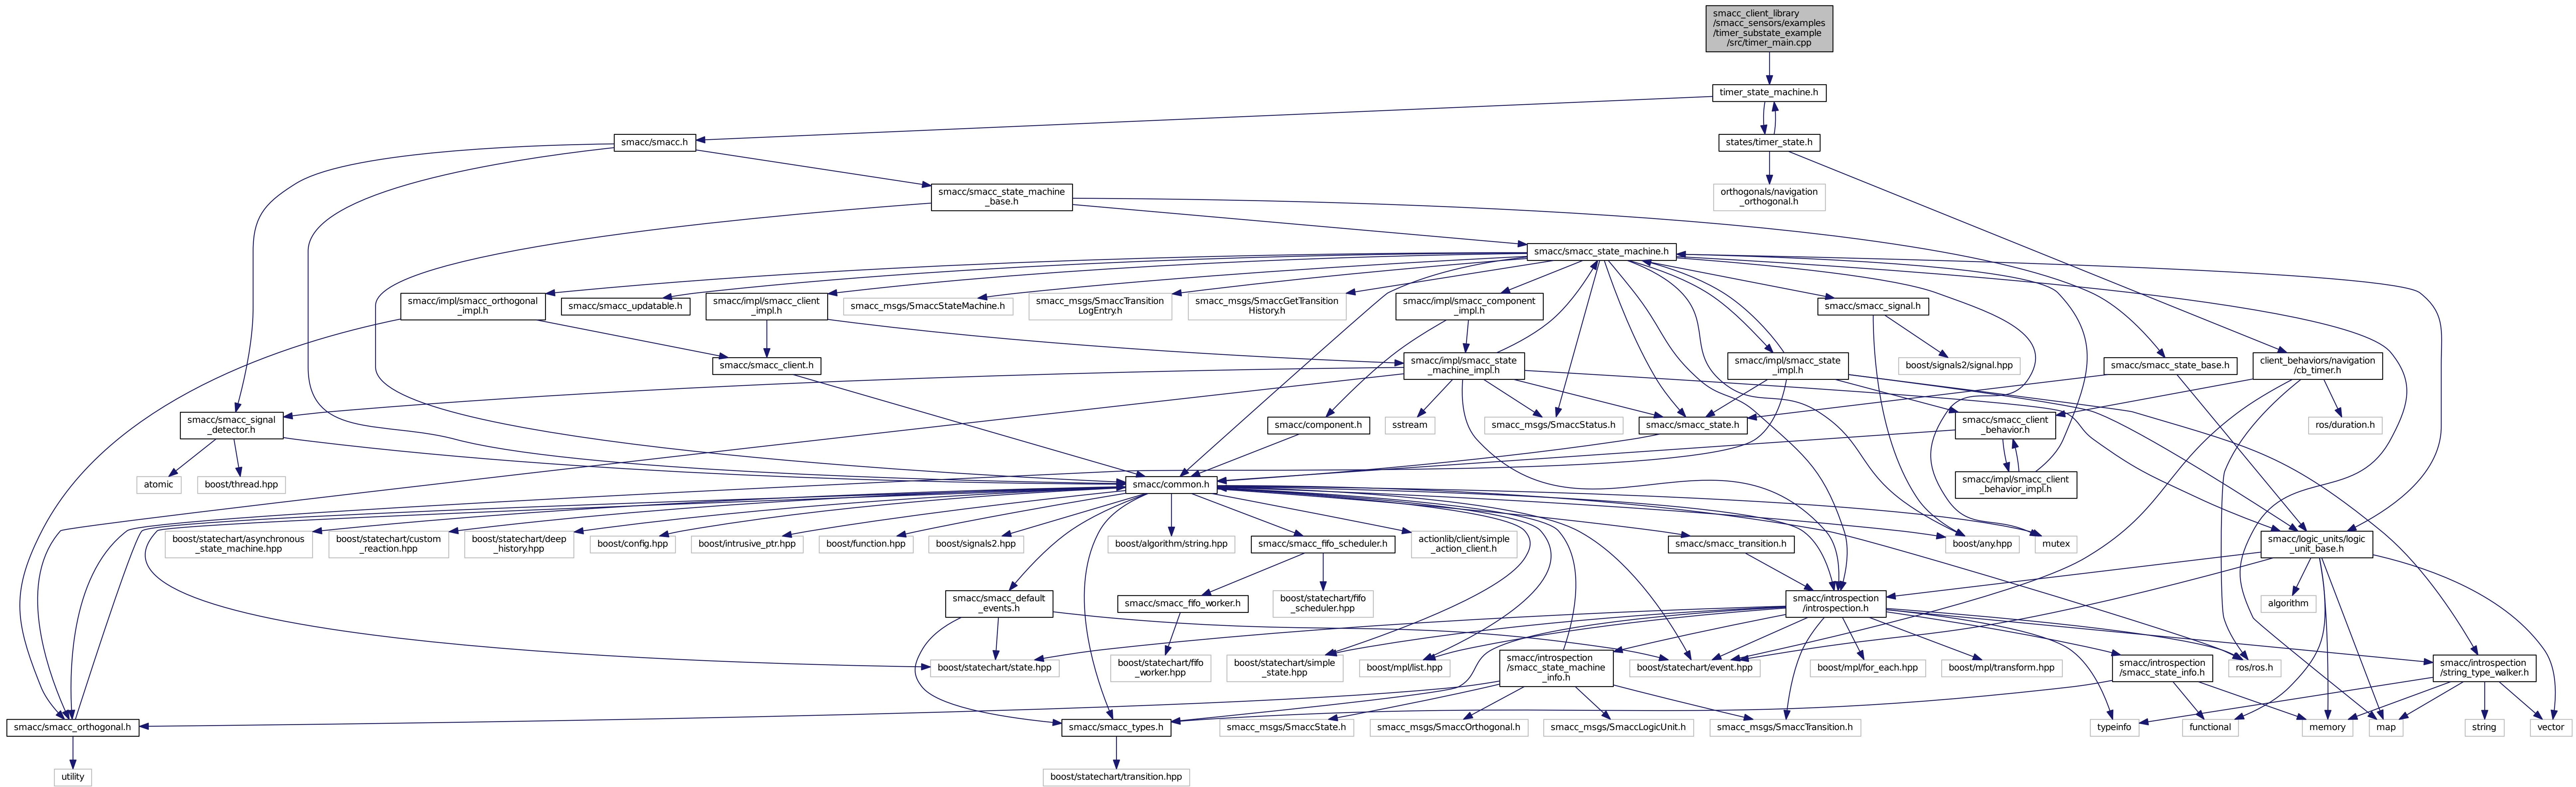 smacc_client_library
/smacc_sensors/examples
/timer_substate_example
/src/timer_main.cpp
timer_state_machine.h
smacc/smacc.h
states/timer_state.h
smacc/smacc_state_machine
_base.h
orthogonals/navigation
_orthogonal.h
smacc/smacc_state_machine.h
smacc/impl/smacc_orthogonal
_impl.h
smacc/smacc_updatable.h
smacc/impl/smacc_client
_impl.h
smacc_msgs/SmaccStateMachine.h
smacc_msgs/SmaccTransition
LogEntry.h
smacc_msgs/SmaccGetTransition
History.h
smacc/impl/smacc_component
_impl.h
smacc/smacc_signal.h
smacc/smacc_client.h
smacc/impl/smacc_state
_machine_impl.h
smacc/impl/smacc_state
_impl.h
boost/signals2/signal.hpp
smacc/smacc_state_base.h
client_behaviors/navigation
/cb_timer.h
smacc/smacc_signal
_detector.h
smacc/component.h
sstream
smacc_msgs/SmaccStatus.h
smacc/smacc_state.h
smacc/smacc_client
_behavior.h
ros/duration.h
atomic
boost/thread.hpp
smacc/common.h
smacc/impl/smacc_client
_behavior_impl.h
boost/statechart/asynchronous
_state_machine.hpp
boost/statechart/custom
_reaction.hpp
boost/statechart/deep
_history.hpp
boost/config.hpp
boost/intrusive_ptr.hpp
boost/function.hpp
boost/signals2.hpp
boost/algorithm/string.hpp
smacc/smacc_fifo_scheduler.h
actionlib/client/simple
_action_client.h
smacc/smacc_transition.h
boost/any.hpp
mutex
smacc/logic_units/logic
_unit_base.h
smacc/smacc_default
_events.h
smacc/smacc_fifo_worker.h
boost/statechart/fifo
_scheduler.hpp
smacc/introspection
/introspection.h
algorithm
boost/statechart/state.hpp
boost/statechart/fifo
_worker.hpp
boost/statechart/simple
_state.hpp
boost/mpl/list.hpp
smacc/introspection
/smacc_state_machine
_info.h
boost/statechart/event.hpp
boost/mpl/for_each.hpp
boost/mpl/transform.hpp
smacc/introspection
/smacc_state_info.h
ros/ros.h
smacc/introspection
/string_type_walker.h
smacc/smacc_orthogonal.h
smacc/smacc_types.h
smacc_msgs/SmaccState.h
smacc_msgs/SmaccOrthogonal.h
smacc_msgs/SmaccLogicUnit.h
smacc_msgs/SmaccTransition.h
typeinfo
functional
memory
map
string
vector
utility
boost/statechart/transition.hpp